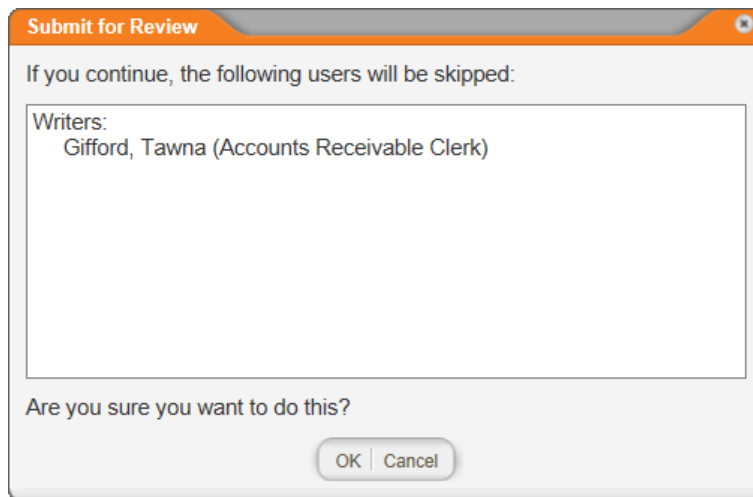 Submit for Review
If you continue, the following users will be skipped:
Writers:
Gifford, Tawna (Accounts Receivable Clerk)
Are you sure you want to do this?
OK Cancel